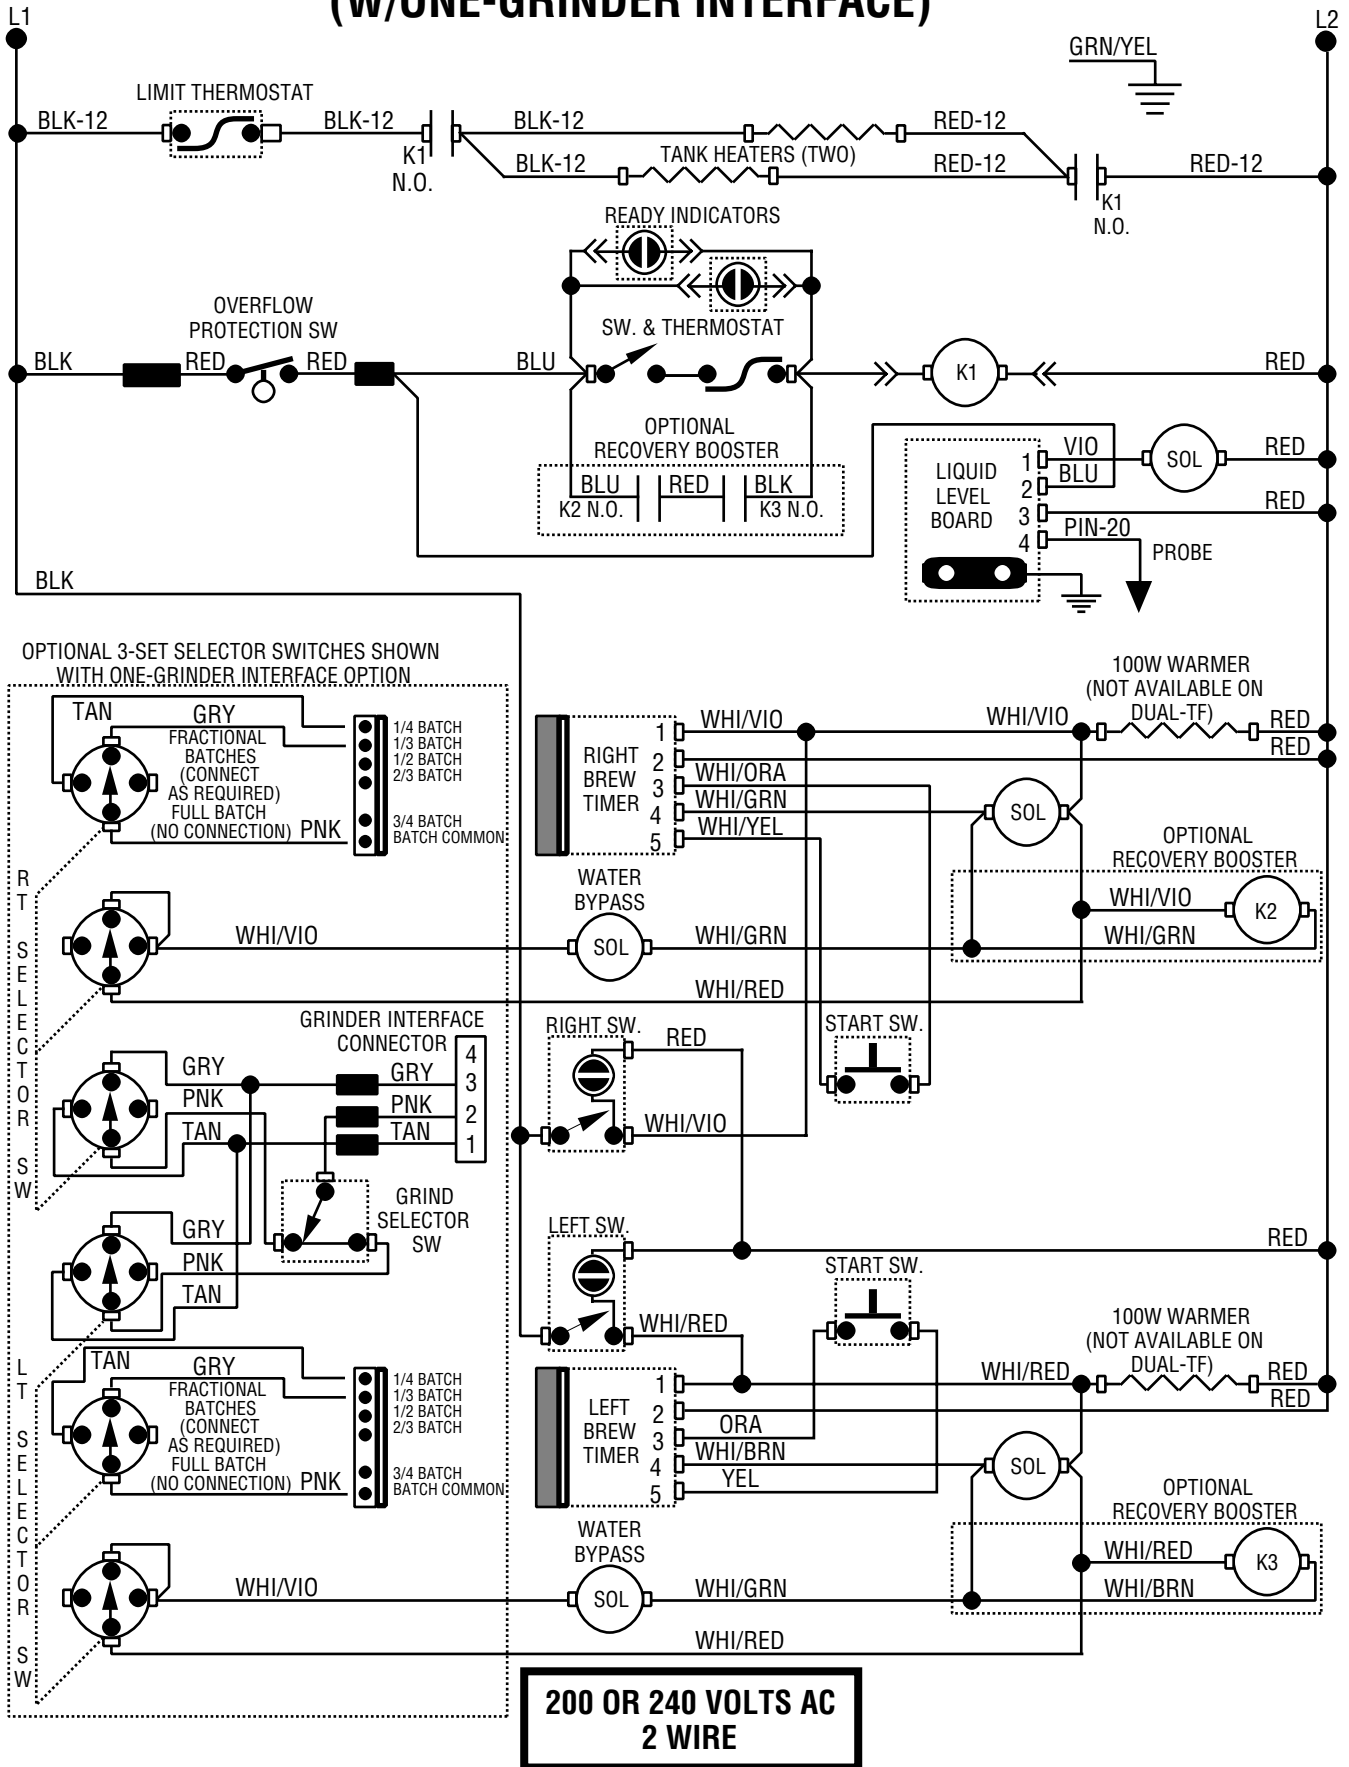 (W/ONE-GRINDER INTERFACE)
L1
L2
GRN/YEL
LIMIT THERMOSTAT
BLK-12
BLK-12
BLK-12
RED-12
K1
N.O.
BLK-12
TANK HEATERS (TWO)
RED-12
RED-12
K1
N.O.
READY INDICATORS
OVERFLOW
PROTECTION SW
SW. & THERMOSTAT
BLK
RED
RED
BLU
K1
RED
OPTIONAL
RECOVERY BOOSTER
BLU
RED
BLK
K2 N.O.
K3 N.O.
LIQUID
LEVEL
BOARD
1
2
3
4
VIO
BLU
SOL
RED
RED
PIN-20
PROBE
BLK
OPTIONAL 3-SET SELECTOR SWITCHES SHOWN
WITH ONE-GRINDER INTERFACE OPTION
TAN
GRY
FRACTIONAL
BATCHES
(CONNECT
AS REQUIRED)
FULL BATCH
(NO CONNECTION)
PNK
1/4 BATCH
1/3 BATCH
1/2 BATCH
2/3 BATCH
3/4 BATCH
BATCH COMMON
RIGHT
BREW
TIMER
1
2
3
4
5
WHI/VIO
WHI/ORA
WHI/GRN
WHI/YEL
WHI/VIO
100W WARMER
(NOT AVAILABLE ON
DUAL-TF)
RED
RED
SOL
OPTIONAL
RECOVERY BOOSTER
WHI/VIO
K2
WHI/GRN
RT SELECTOR SW
WHI/VIO
WATER
BYPASS
SOL
WHI/GRN
WHI/RED
GRINDER INTERFACE
CONNECTOR
4
3
2
1
GRY
PNK
TAN
GRY
PNK
TAN
RIGHT SW.
RED
WHI/VIO
START SW.
GRIND
SELECTOR
SW
GRY
PNK
TAN
LEFT SW.
RED
WHI/RED
START SW.
LT SELECTOR SW
TAN
GRY
FRACTIONAL
BATCHES
(CONNECT
AS REQUIRED)
FULL BATCH
(NO CONNECTION)
PNK
1/4 BATCH
1/3 BATCH
1/2 BATCH
2/3 BATCH
3/4 BATCH
BATCH COMMON
LEFT
BREW
TIMER
1
2
3
4
5
ORA
WHI/BRN
YEL
WHI/RED
100W WARMER
(NOT AVAILABLE ON
DUAL-TF)
RED
RED
SOL
OPTIONAL
RECOVERY BOOSTER
WHI/RED
K3
WHI/BRN
WHI/VIO
WATER
BYPASS
SOL
WHI/GRN
WHI/RED
200 OR 240 VOLTS AC
2 WIRE